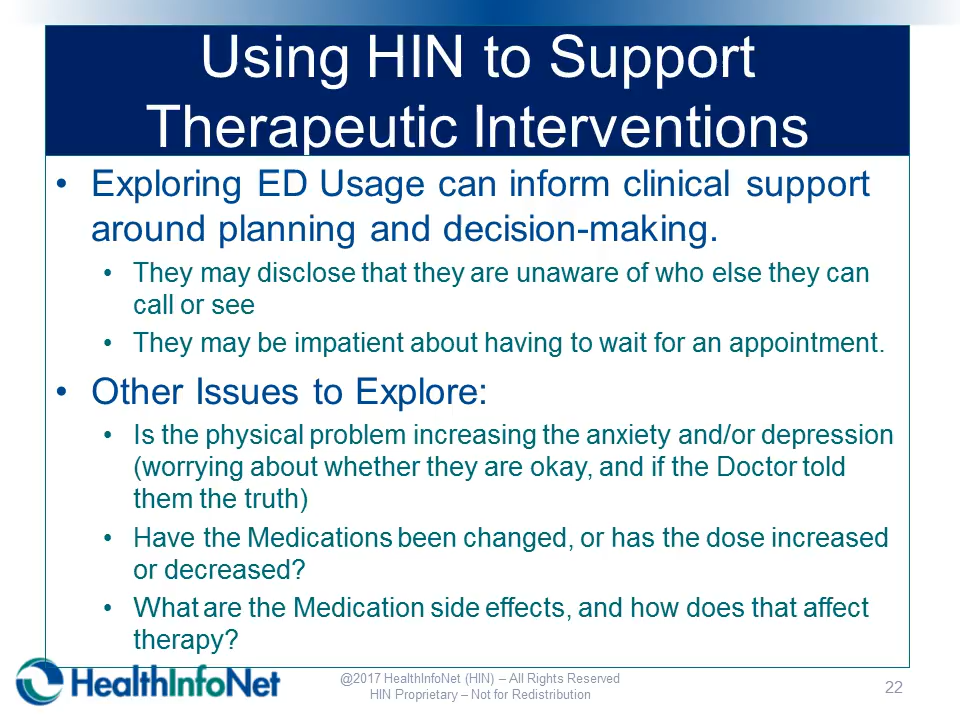 Using HIN to Support
Therapeutic Interventions
• Exploring ED Usage can inform clinical support
around planning and decision-making.
• They may disclose that they are unaware of who else they can
call or see
• They may be impatient about having to wait for an appointment.
• Other Issues to Explore:
• Is the physical problem increasing the anxiety and/or depression
(worrying about whether they are okay, and if the Doctor told
them the truth)
• Have the Medications been changed, or has the dose increased
or decreased?
• What are the Medication side effects, and how does that affect
therapy?
HealthInfoNet
@2017 HealthInfoNet (HIN) – All Rights Reserved
HIN Proprietary – Not for Redistribution
22